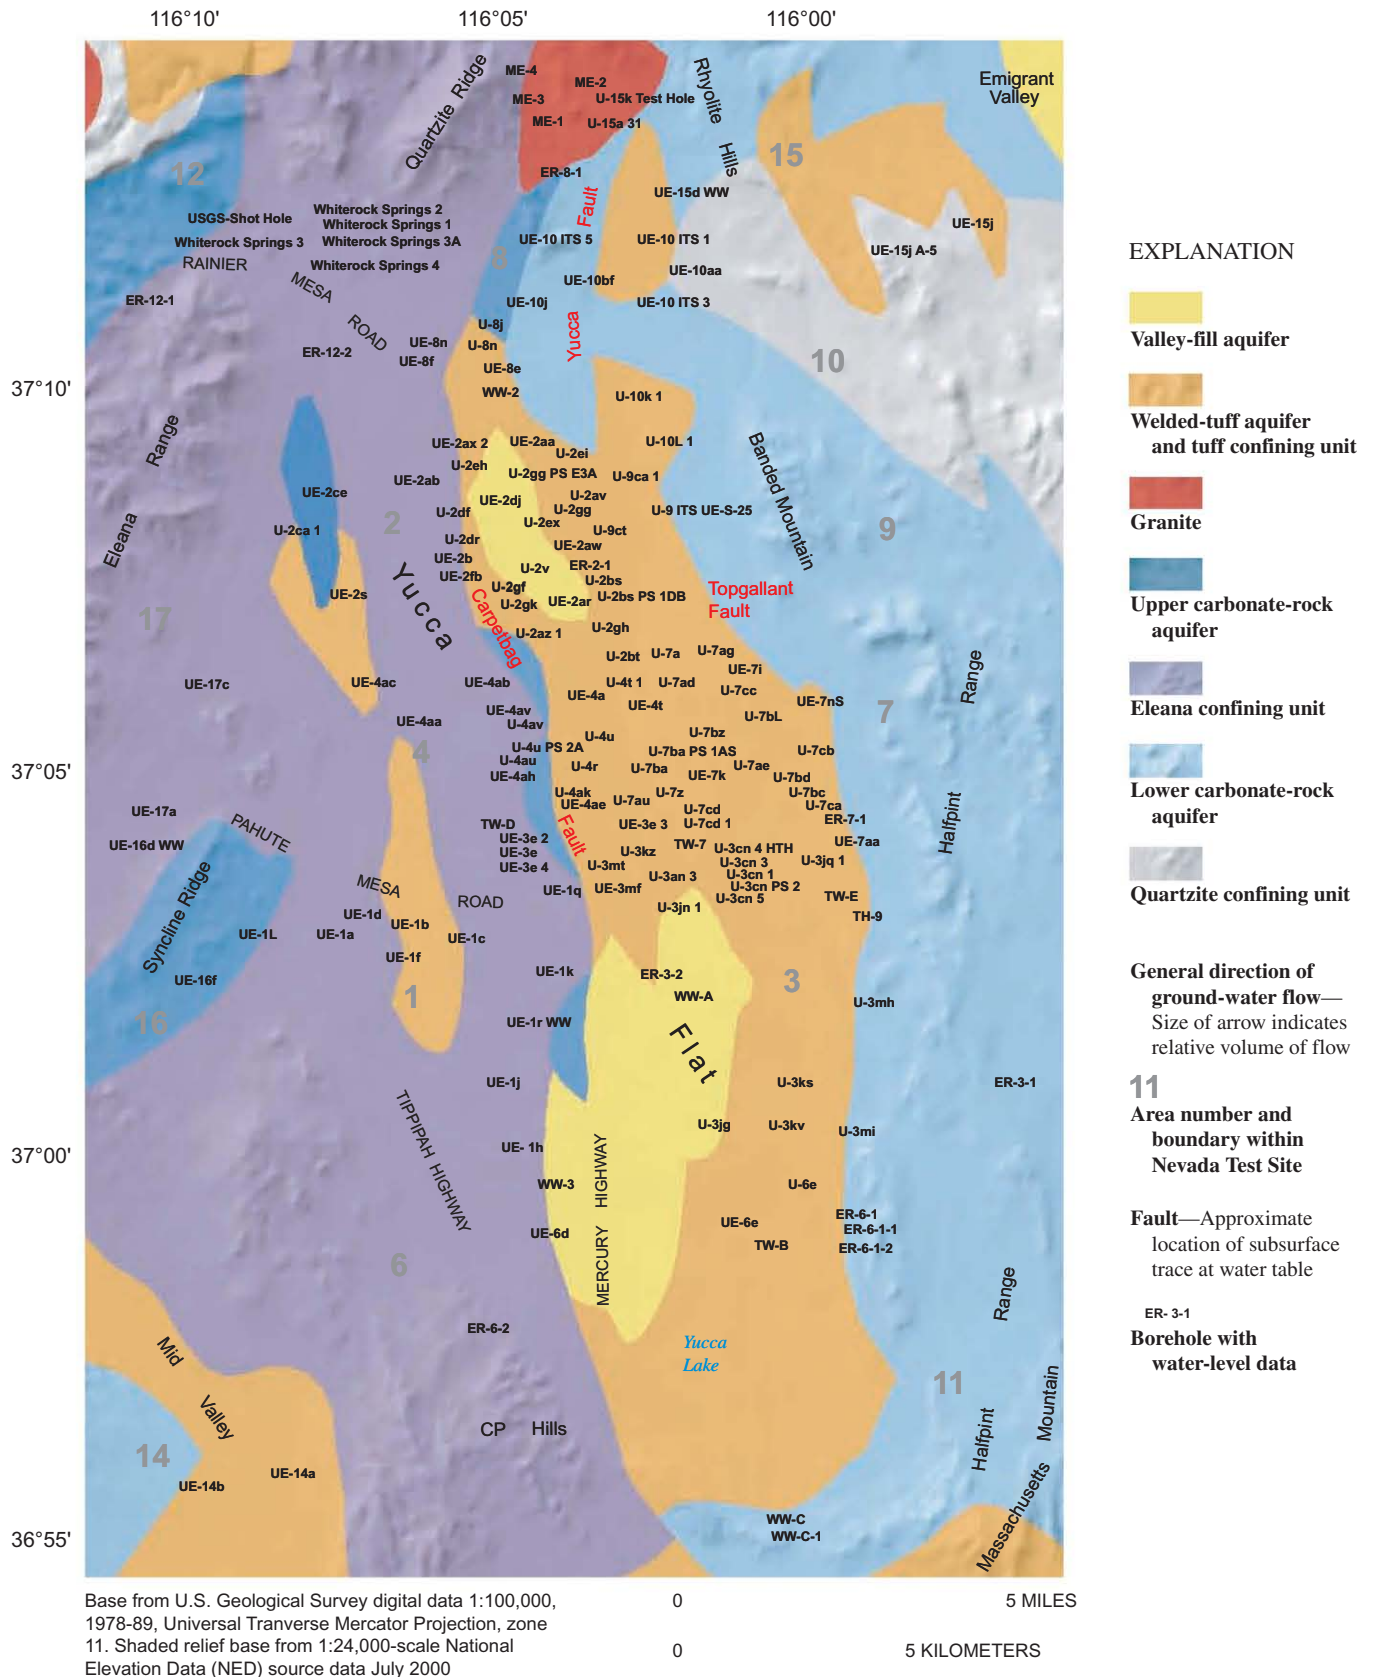 116°10' 116°05' 116°00'
Quartzite Ridge
ME-4
ME-2
ME-3
U-15k Test Hole
ME-1
U-15a 31
Rhyolite Hills
Emigrant
Valley
15
12
ER-8-1
Fault
UE-15d WW
USGS-Shot Hole
Whiterock Springs 2
Whiterock Springs 1
Whiterock Springs 3
Whiterock Springs 3A
Whiterock Springs 4
RAINIER
MESA
ROAD
8
UE-10 ITS 5
UE-10 ITS 1
UE-15j
UE-15j A-5
UE-10aa
UE-10bf
ER-12-1
UE-10j
UE-10 ITS 3
Yucca
U-8j
UE-8n
U-8n
ER-12-2
UE-8f
UE-8e
10
37°10'
WW-2
U-10k 1
Eleana Range
UE-2ax 2
UE-2aa
U-10L 1
Banded Mountain
U-2ei
U-2eh
U-2gg PS E3A
U-9ca 1
UE-2ab
UE-2ce
UE-2dj
U-2av
U-2gg
U-9 ITS UE-S-25
U-2df
U-2ex
2
9
U-2ca 1
U-9ct
U-2dr
UE-2aw
UE-2b
U-2v
ER-2-1
UE-2fb
U-2bs
U-2gf
UE-2s
U-2gk
UE-2ar
U-2bs PS 1DB
Topgallant
Fault
Yucca
Carpetbag
17
U-2az 1
U-2gh
U-2bt
U-7a
U-7ag
UE-7i
UE-17c
UE-4ac
UE-4ab
U-4t 1
U-7ad
U-7cc
UE-4a
UE-4t
UE-7nS
Range
UE-4av
U-7bL
7
UE-4aa
U-4av
U-4u
U-7bz
4
U-4u PS 2A
U-7ba PS 1AS
U-7cb
37°05'
U-4au
U-4r
U-7ba
U-7ae
UE-4ah
UE-7k
U-7bd
U-4ak
U-7z
U-7bc
UE-4ae
U-7au
U-7ca
UE-17a
U-7cd
PAHUTE
TW-D
Fault
UE-3e 3
U-7cd 1
ER-7-1
Halfpint
UE-16d WW
UE-3e 2
TW-7
UE-7aa
UE-3e
U-3kz
U-3cn 4 HTH
UE-3e 4
U-3mt
U-3cn 3
U-3jq 1
MESA
UE-1q
UE-3mf
U-3an 3
U-3cn 1
U-3cn PS 2
TW-E
ROAD
U-3cn 5
U-3jn 1
TH-9
Syncline Ridge
UE-1d
UE-1b
UE-1L
UE-1a
UE-1c
UE-1f
UE-16f
UE-1k
ER-3-2
3
1
WW-A
U-3mh
16
UE-1r WW
Flat
UE-1j
U-3ks
ER-3-1
TIPPIPAH HIGHWAY
U-3jg
U-3kv
U-3mi
37°00'
UE- 1h
WW-3
U-6e
MERCURY HIGHWAY
ER-6-1
UE-6d
UE-6e
ER-6-1-1
TW-B
ER-6-1-2
6
Range
ER-6-2
Mid Valley
Yucca
Lake
11
CP Hills
Halfpint
Massachusetts Mountain
14
UE-14a
UE-14b
WW-C
36°55'
WW-C-1
EXPLANATION
Valley-fill aquifer
Welded-tuff aquifer
and tuff confining unit
Granite
Upper carbonate-rock
aquifer
Eleana confining unit
Lower carbonate-rock
aquifer
Quartzite confining unit
General direction of
ground-water flow—
Size of arrow indicates
relative volume of flow
11
Area number and
boundary within
Nevada Test Site
Fault—Approximate
location of subsurface
trace at water table
ER- 3-1
Borehole with
water-level data
Base from U.S. Geological Survey digital data 1:100,000,
1978-89, Universal Tranverse Mercator Projection, zone
11. Shaded relief base from 1:24,000-scale National
Elevation Data (NED) source data July 2000
0 5 MILES
0 5 KILOMETERS